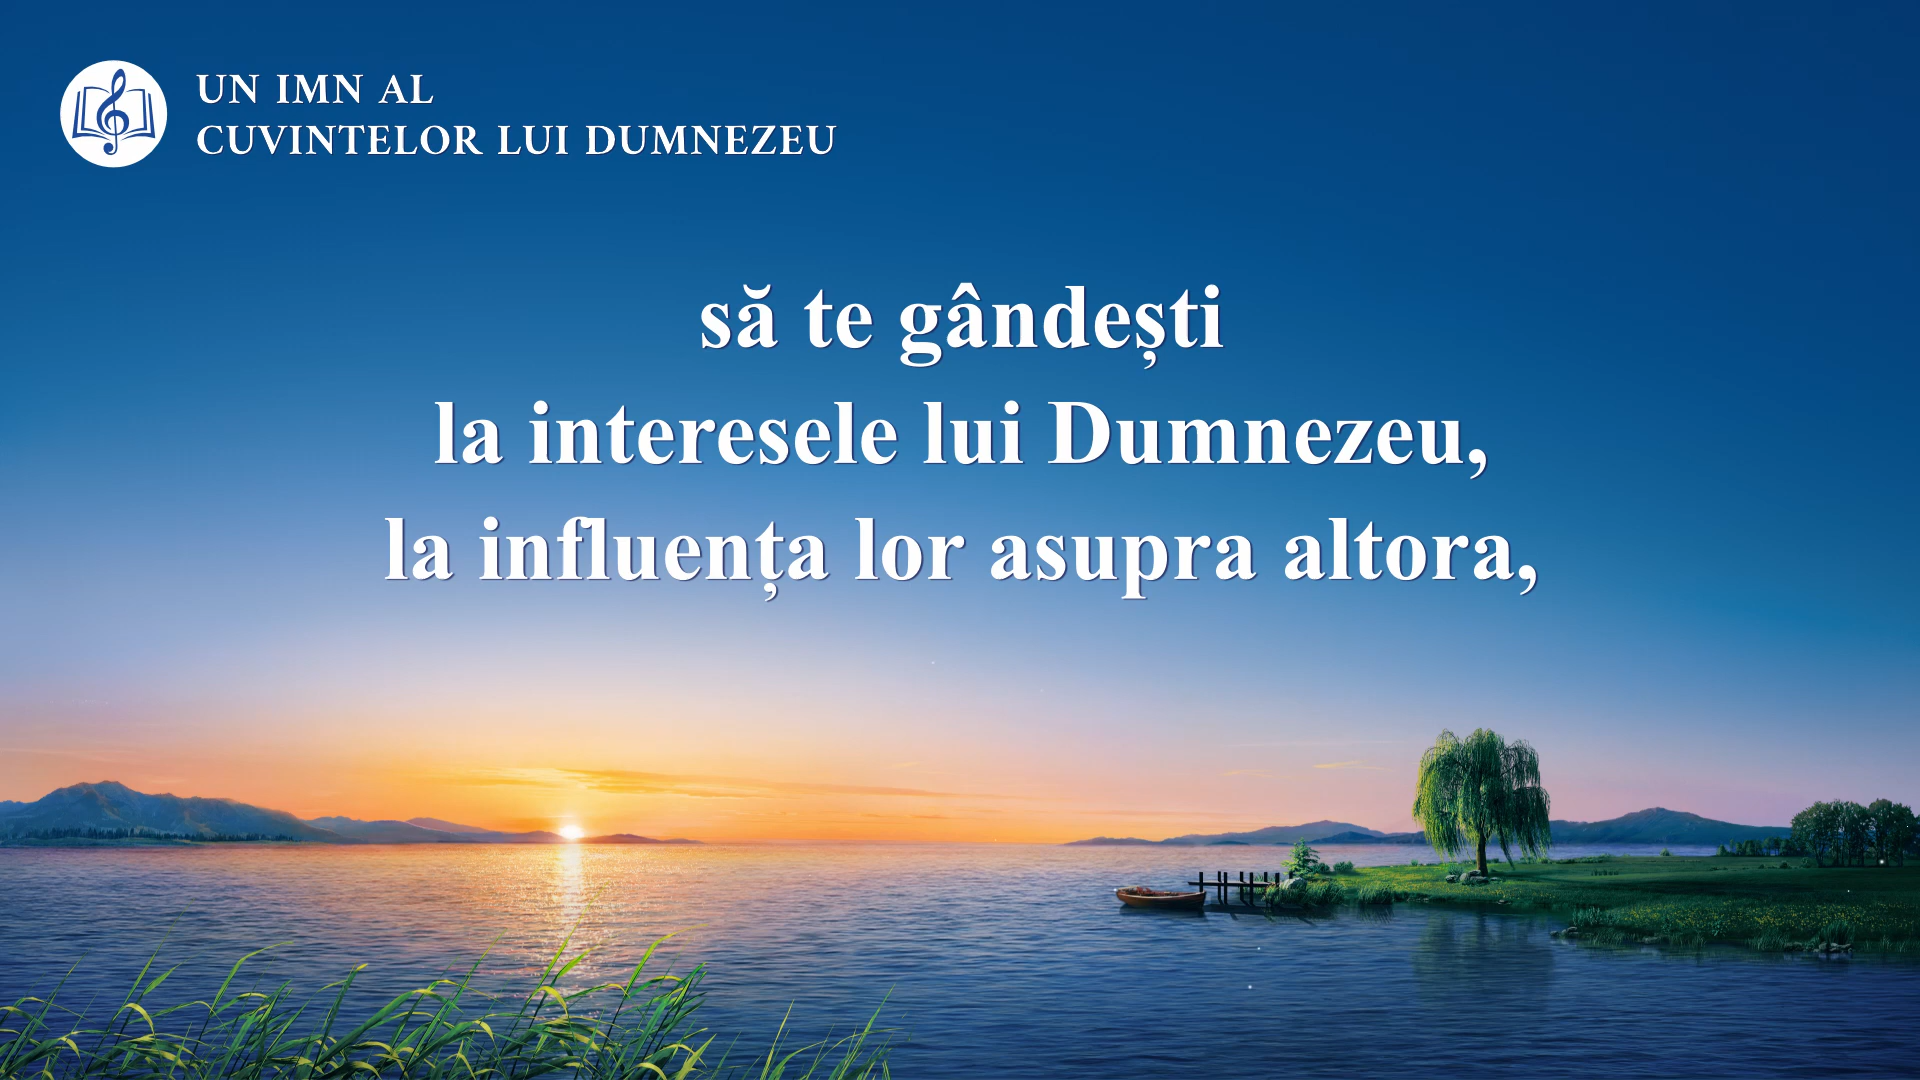 UN IMN AL
CUVINTELOR LUI DUMNEZEU
să te gândești
la interesele lui Dumnezeu,
la influența lor asupra altora,